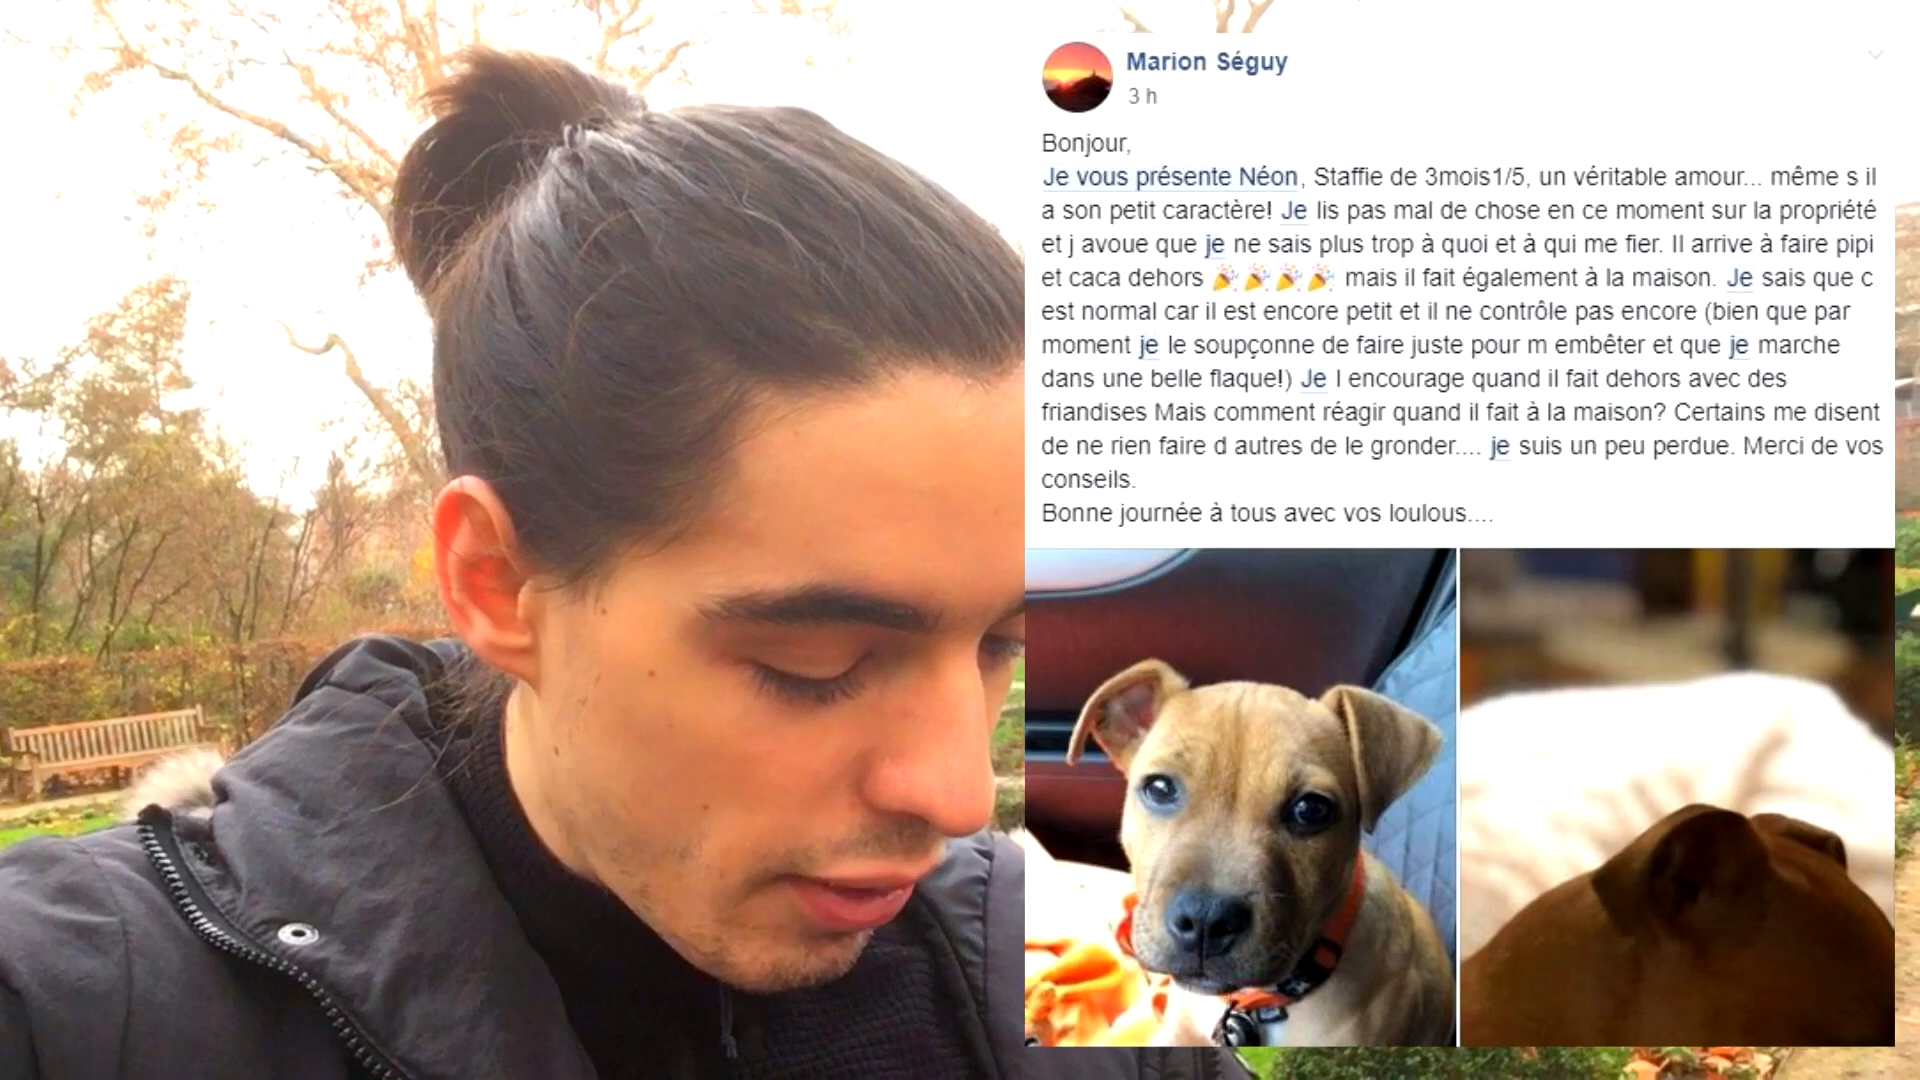 Marion Séguy
3 h
Bonjour,
Je vous présente Néon, Staffie de 3mois1/5, un véritable amour... même s il
a son petit caractère! Je lis pas mal de chose en ce moment sur la propriété
et j avoue que je ne sais plus trop à quoi et à qui me fier. Il arrive à faire pipi
et caca dehors 🎉🎉🎉🎉 mais il fait également à la maison. Je sais que c
est normal car il est encore petit et il ne contrôle pas encore (bien que par
moment je le soupçonne de faire juste pour m embêter et que je marche
dans une belle flaque!) Je l encourage quand il fait dehors avec des
friandises Mais comment réagir quand il fait à la maison? Certains me disent
de ne rien faire d autres de le gronder.... je suis un peu perdue. Merci de vos
conseils.
Bonne journée à tous avec vos loulous....